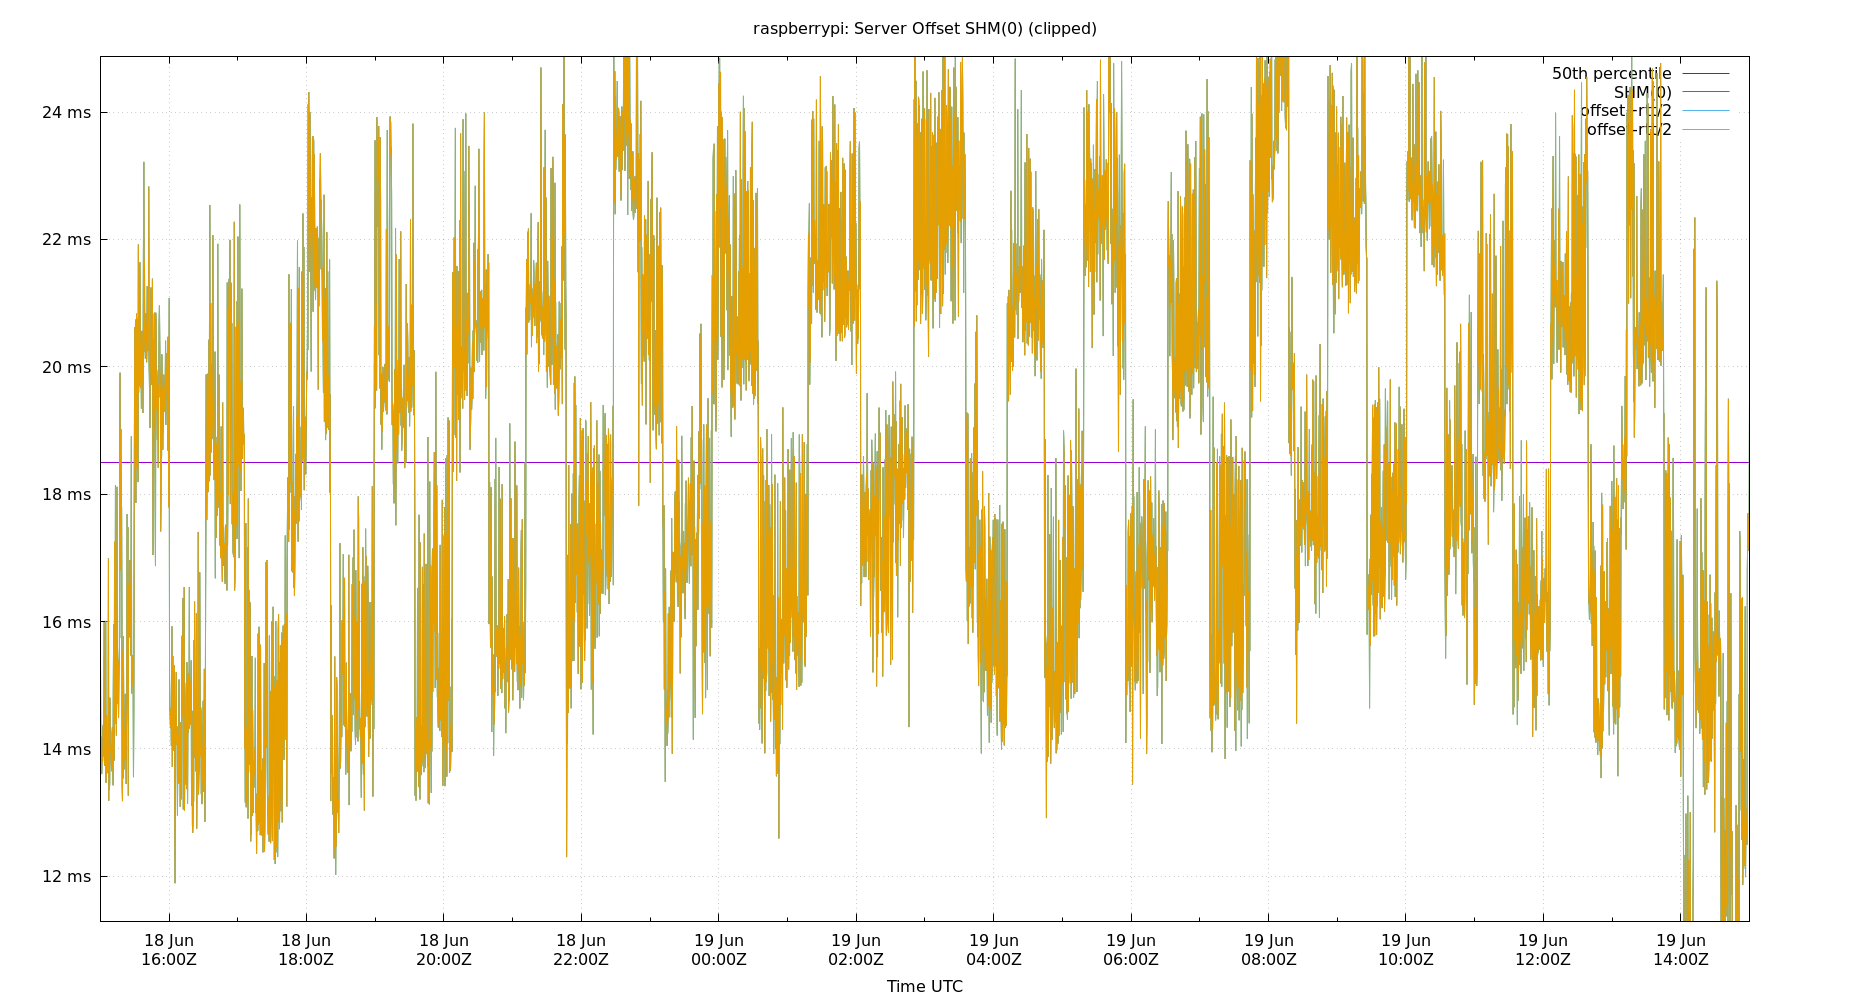 raspberrypi: Server Offset SHM(0) (clipped)
50th percentile
SHM(0)
offset+rtt/2
offset-rtt/2
24 ms
22 ms
20 ms
18 ms
16 ms
14 ms
12 ms
18 Jun 18 Jun 18 Jun 18 Jun 19 Jun 19 Jun 19 Jun 19 Jun 19 Jun 19 Jun 19 Jun 19 Jun
16:00Z 18:00Z 20:00Z 22:00Z 00:00Z 02:00Z 04:00Z 06:00Z 08:00Z 10:00Z 12:00Z 14:00Z
Time UTC